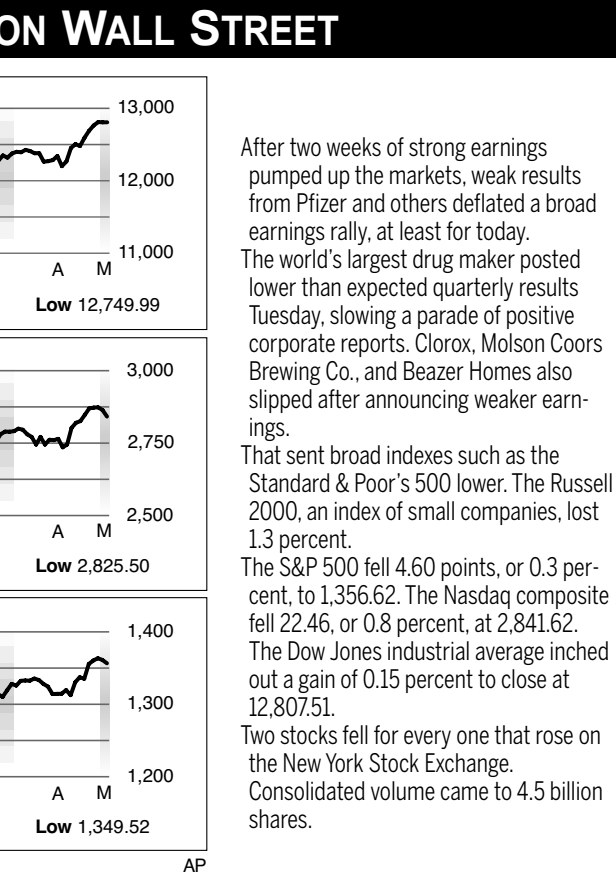 ON WALL STREET
13,000
12,000
11,000
A M
Low 12,749.99
3,000
2,750
2,500
A M
Low 2,825.50
1,400
1,300
1,200
A M
Low 1,349.52
AP
After two weeks of strong earnings
pumped up the markets, weak results
from Pfizer and others deflated a broad
earnings rally, at least for today.
The world's largest drug maker posted
lower than expected quarterly results
Tuesday, slowing a parade of positive
corporate reports. Clorox, Molson Coors
Brewing Co., and Beazer Homes also
slipped after announcing weaker earn-
ings.
That sent broad indexes such as the
Standard & Poor's 500 lower. The Russell
2000, an index of small companies, lost
1.3 percent.
The S&P 500 fell 4.60 points, or 0.3 per-
cent, to 1,356.62. The Nasdaq composite
fell 22.46, or 0.8 percent, at 2,841.62.
The Dow Jones industrial average inched
out a gain of 0.15 percent to close at
12,807.51.
Two stocks fell for every one that rose on
the New York Stock Exchange.
Consolidated volume came to 4.5 billion
shares.